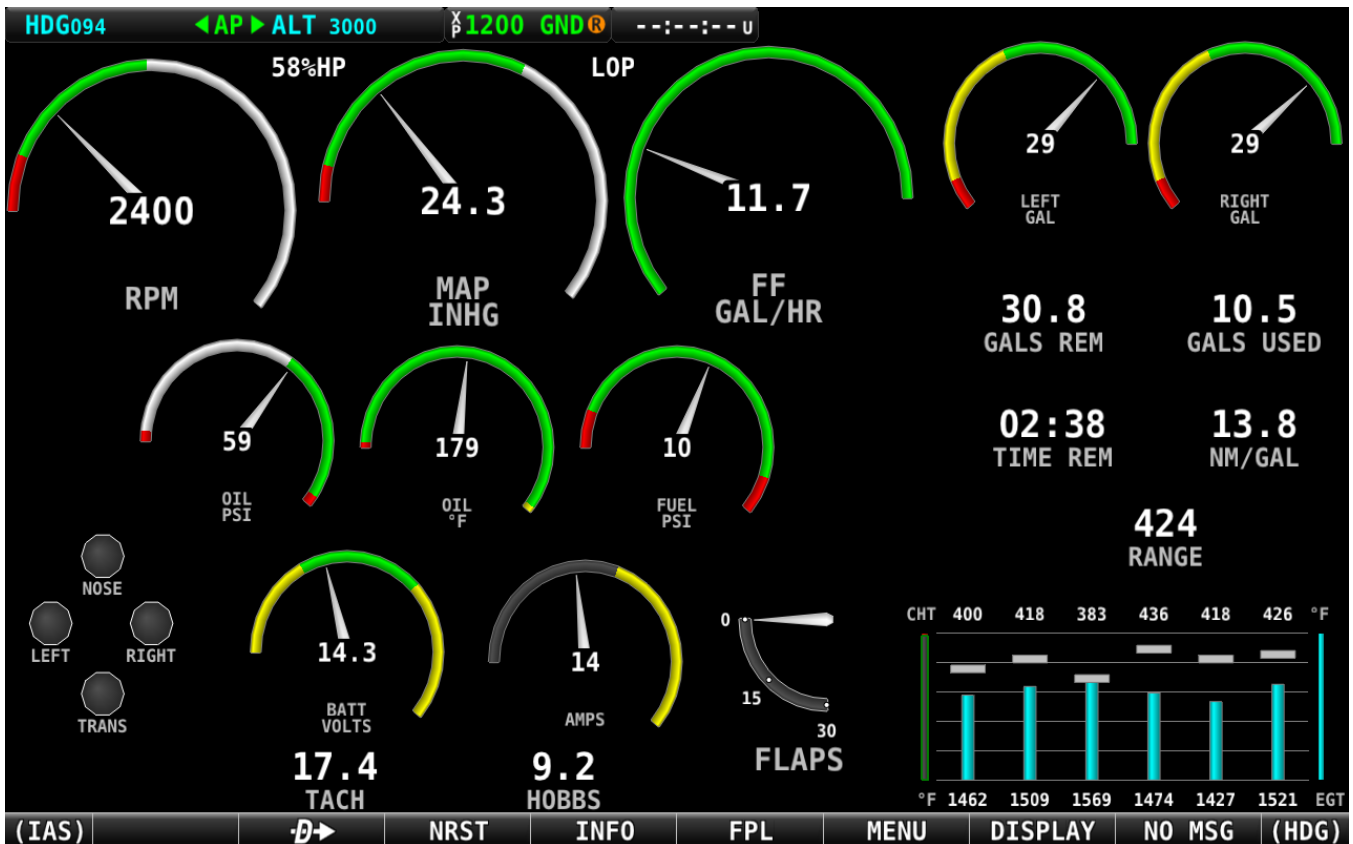 HDG094 ◀AP▶ ALT 3000 XP 1200 GND R --:--:-- U
58%HP LOP
2400
RPM
24.3
MAP
INHG
11.7
FF
GAL/HR
29
LEFT
GAL
29
RIGHT
GAL
30.8
GALS REM
10.5
GALS USED
59
OIL
PSI
179
OIL
°F
10
FUEL
PSI
02:38
TIME REM
13.8
NM/GAL
424
RANGE
NOSE
LEFT RIGHT
TRANS
14.3
BATT
VOLTS
14
AMPS
17.4
TACH
9.2
HOBBS
0
15
30
FLAPS
CHT 400 418 383 436 418 426 °F
°F 1462 1509 1569 1474 1427 1521 EGT
(IAS) D NRST INFO FPL MENU DISPLAY NO MSG (HDG)